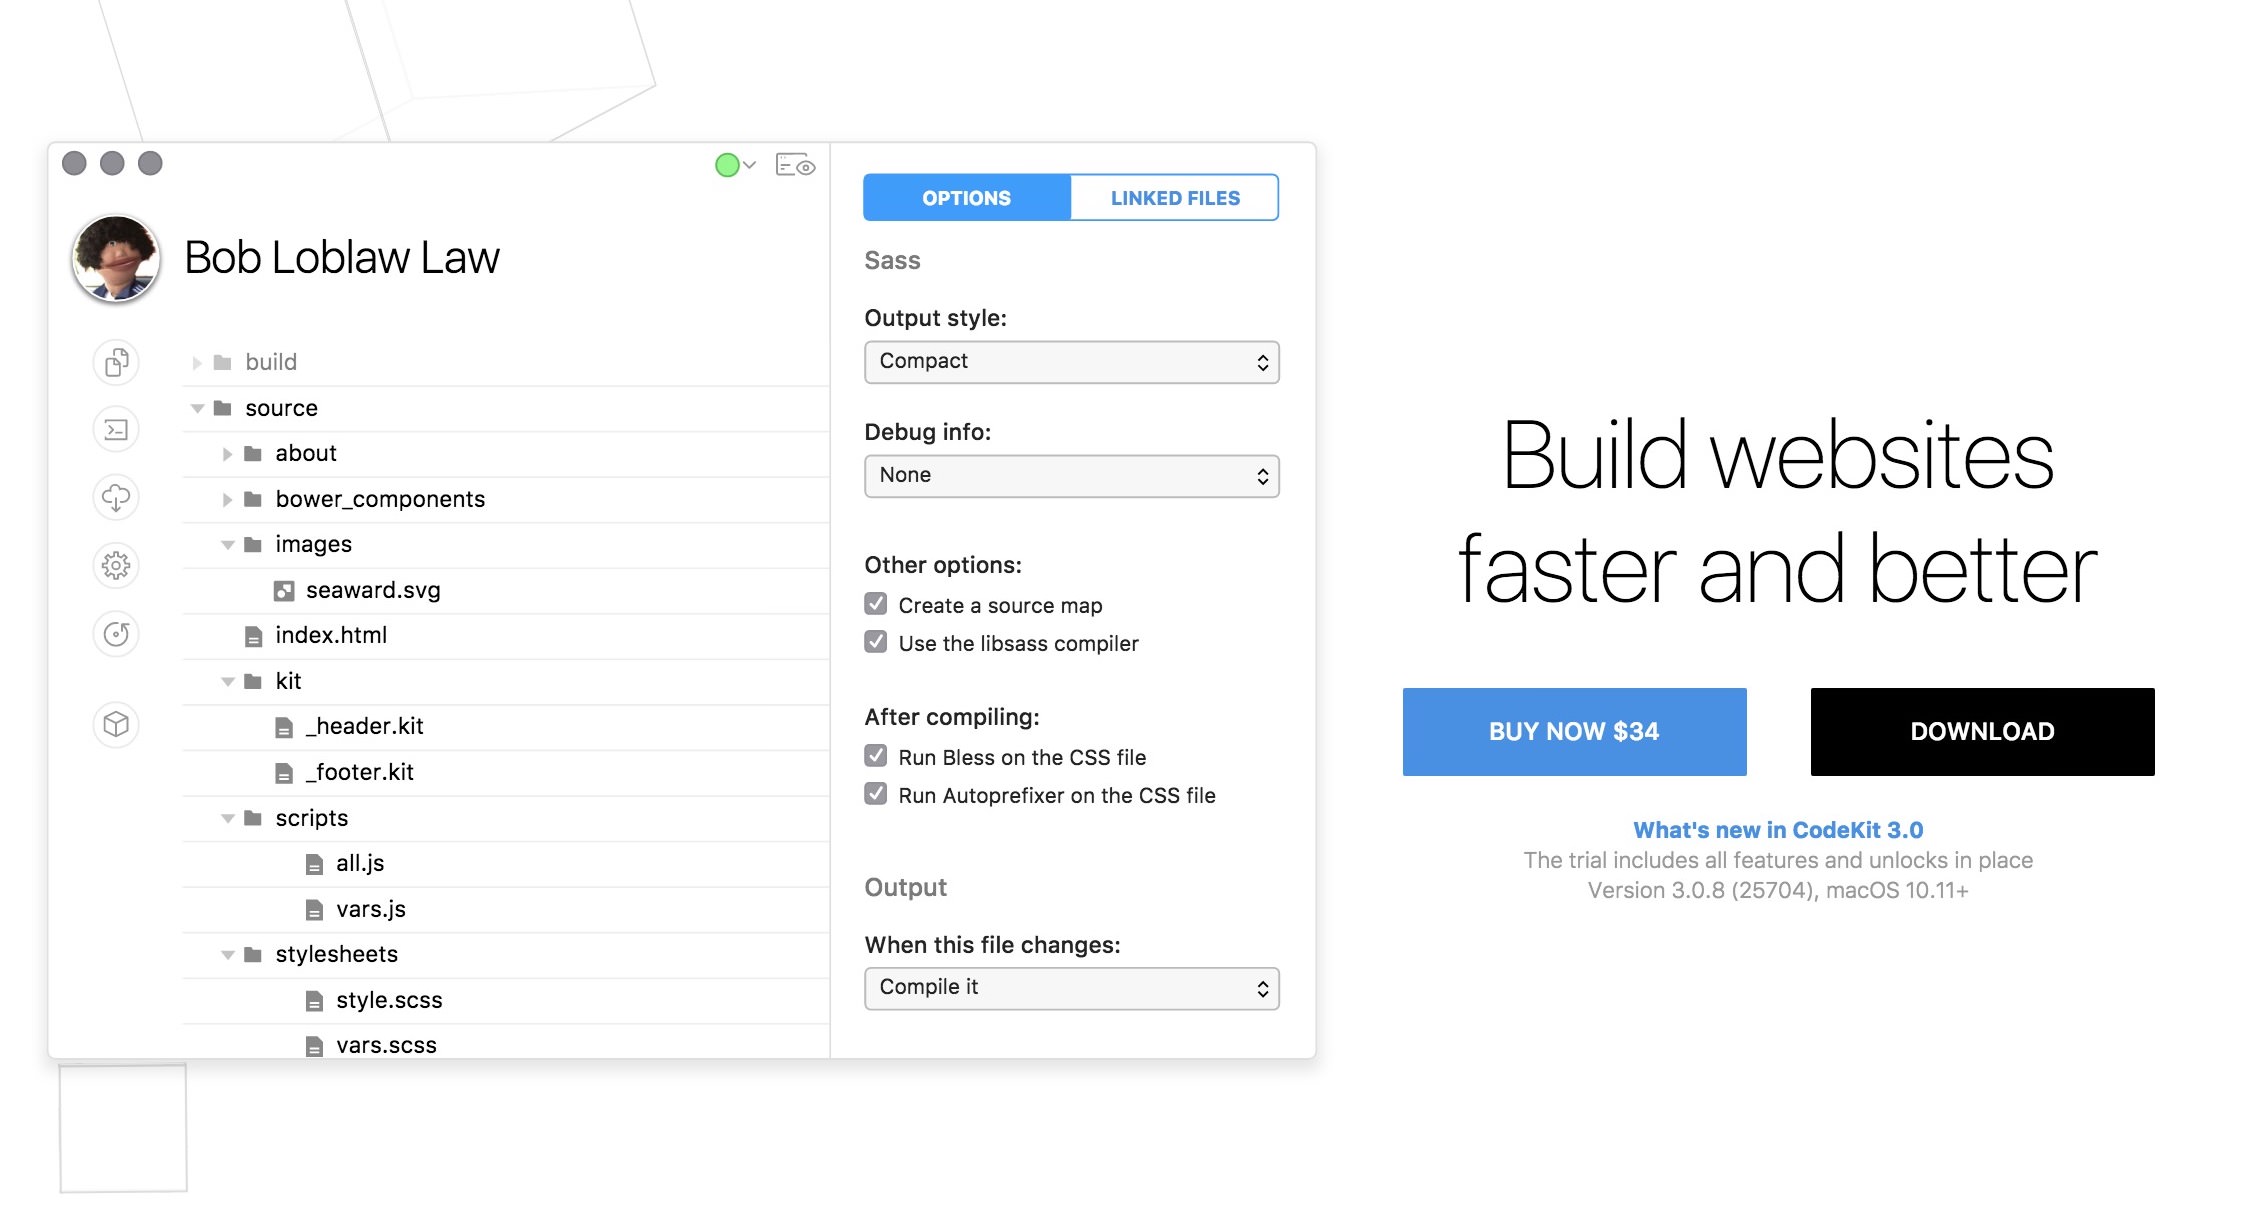 Bob Loblaw Law
build
source
about
bower_components
images
seaward.svg
index.html
kit
_header.kit
_footer.kit
scripts
all.js
vars.js
stylesheets
style.scss
vars.scss
OPTIONS
LINKED FILES
Sass
Output style:
Compact
Debug info:
None
Other options:
Create a source map
Use the libsass compiler
After compiling:
Run Bless on the CSS file
Run Autoprefixer on the CSS file
Output
When this file changes:
Compile it
Build websites
faster and better
BUY NOW $34
DOWNLOAD
What's new in CodeKit 3.0
The trial includes all features and unlocks in place
Version 3.0.8 (25704), macOS 10.11+